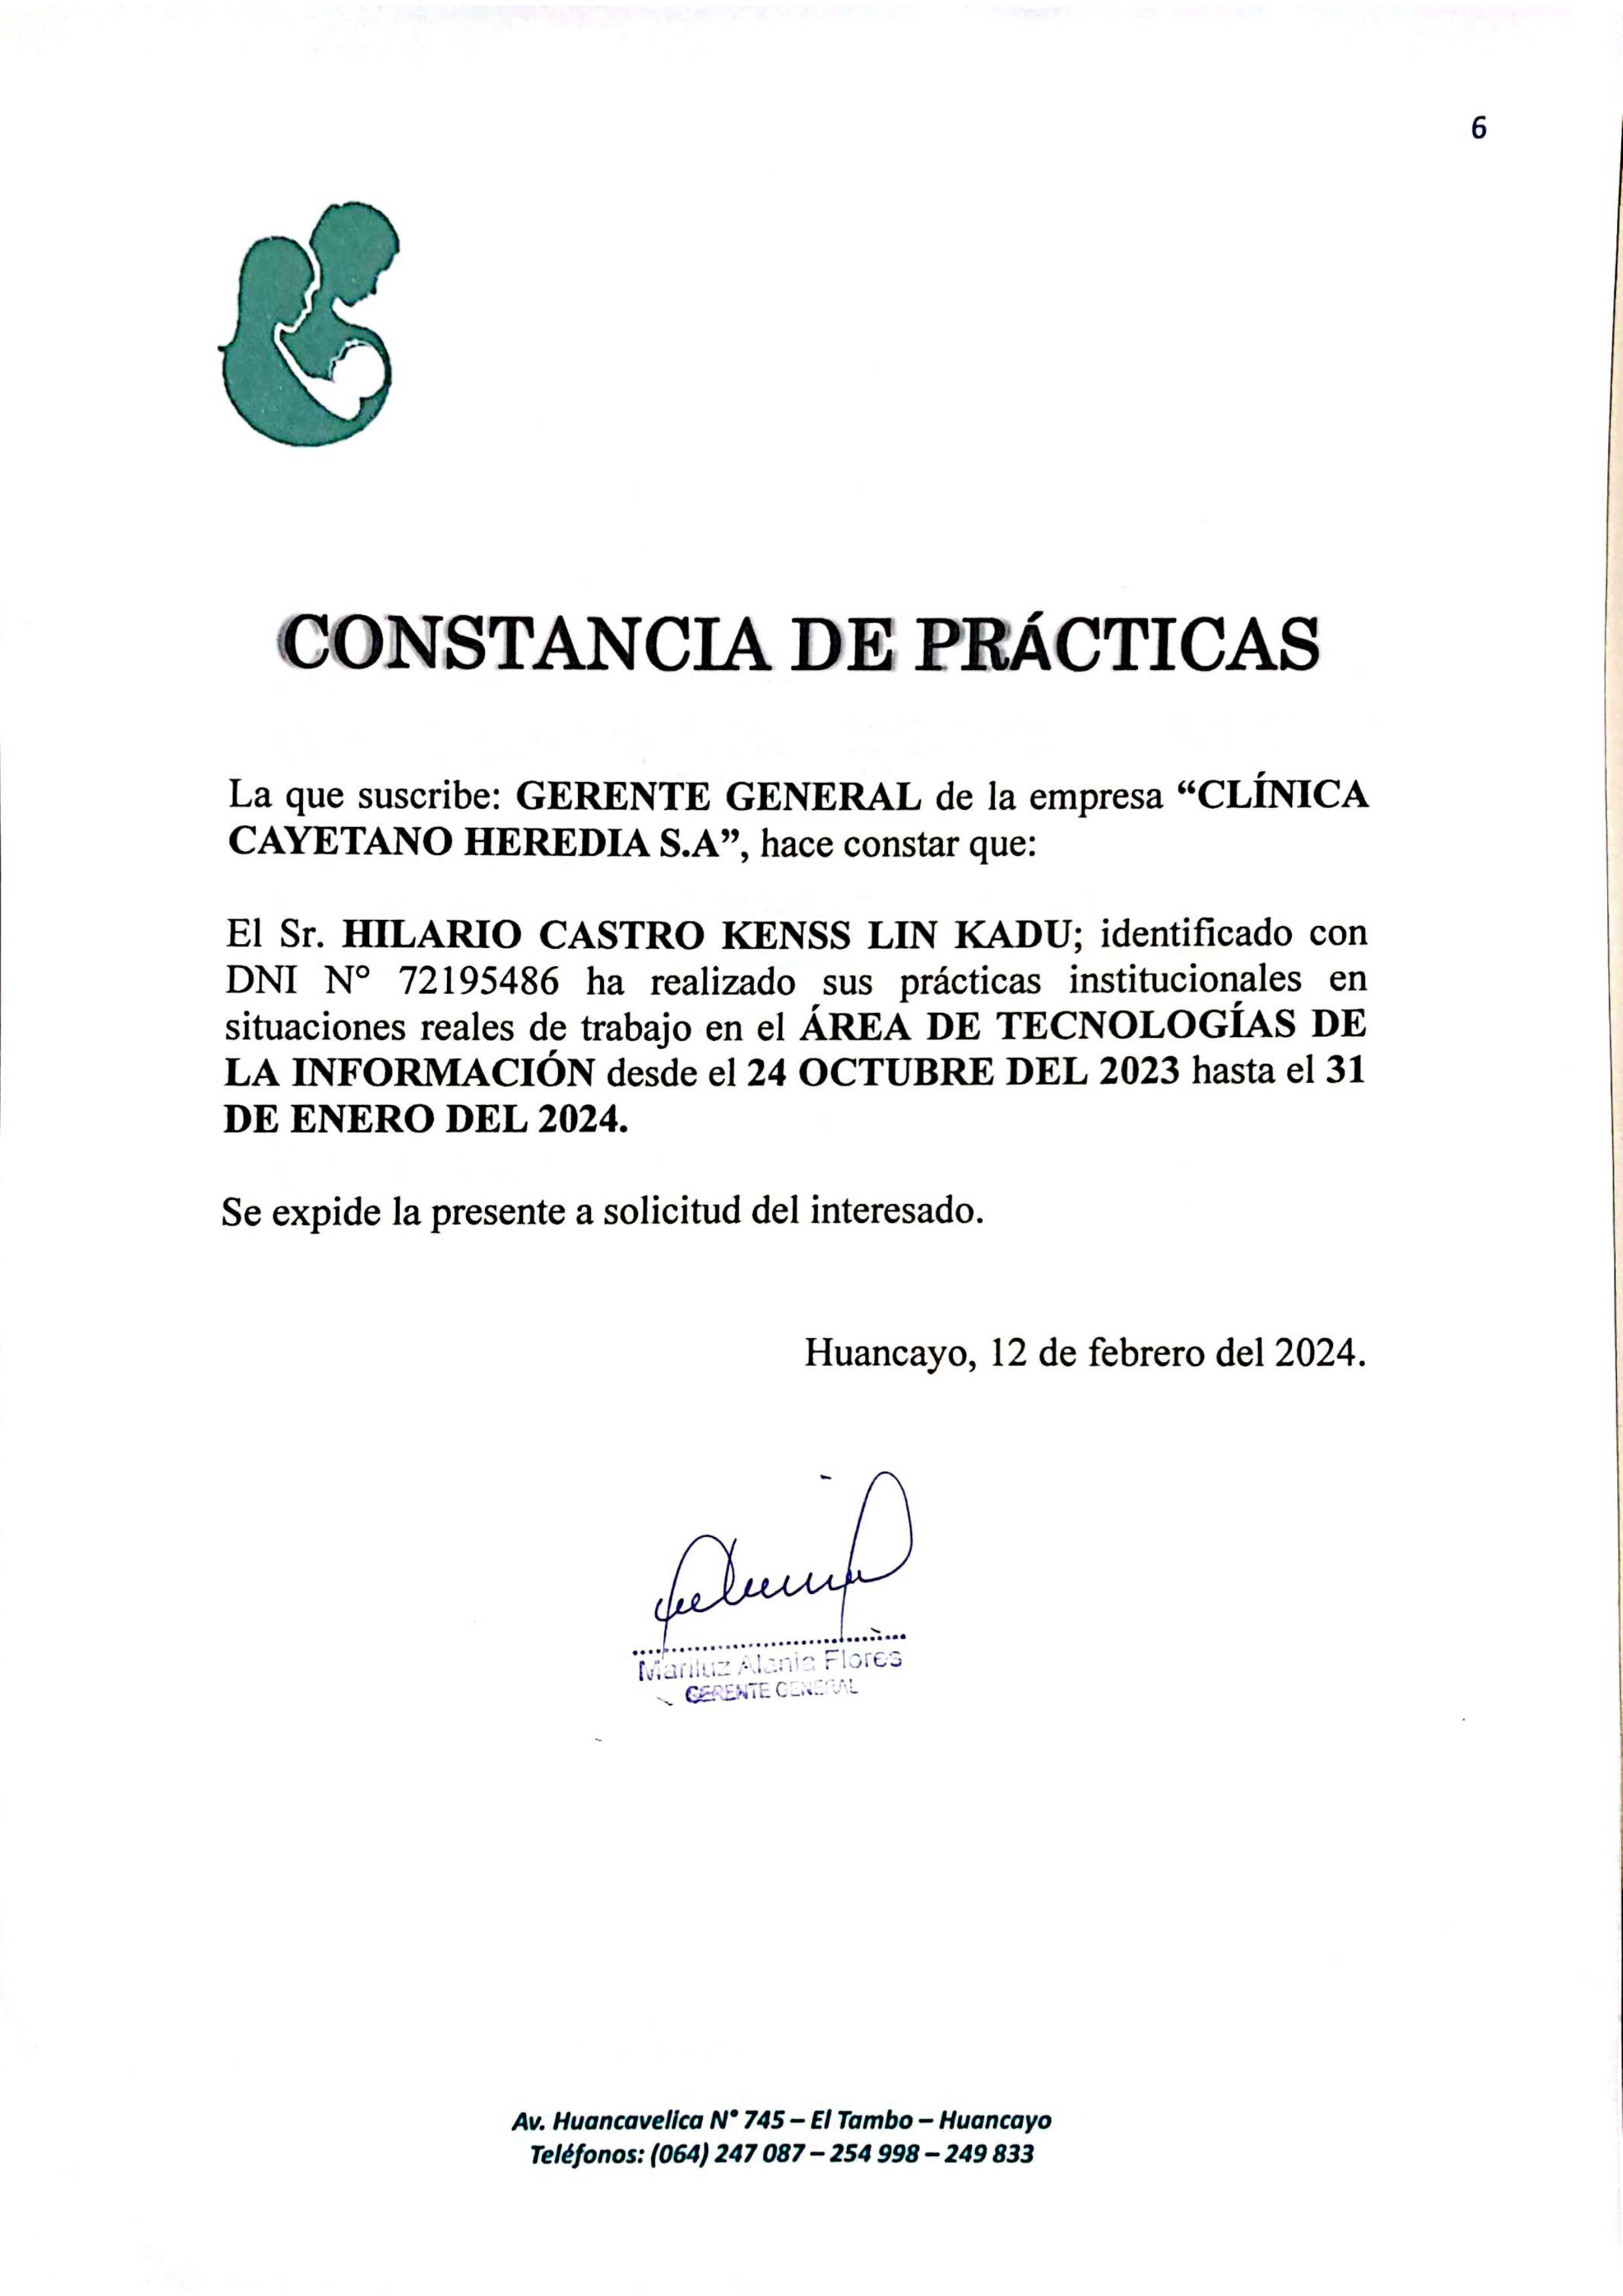 6
CONSTANCIA DE PRÁCTICAS
La que suscribe: GERENTE GENERAL de la empresa “CLÍNICA
CAYETANO HEREDIA S.A”, hace constar que:
El Sr. HILARIO CASTRO KENSS LIN KADU; identificado con
DNI N° 72195486 ha realizado sus prácticas institucionales en
situaciones reales de trabajo en el ÁREA DE TECNOLOGÍAS DE
LA INFORMACIÓN desde el 24 OCTUBRE DEL 2023 hasta el 31
DE ENERO DEL 2024.
Se expide la presente a solicitud del interesado.
Huancayo, 12 de febrero del 2024.
Mariluz Alania Flores
GERENTE GENERAL
Av. Huancavelica N° 745 – El Tambo – Huancayo
Teléfonos: (064) 247 087 – 254 998 – 249 833